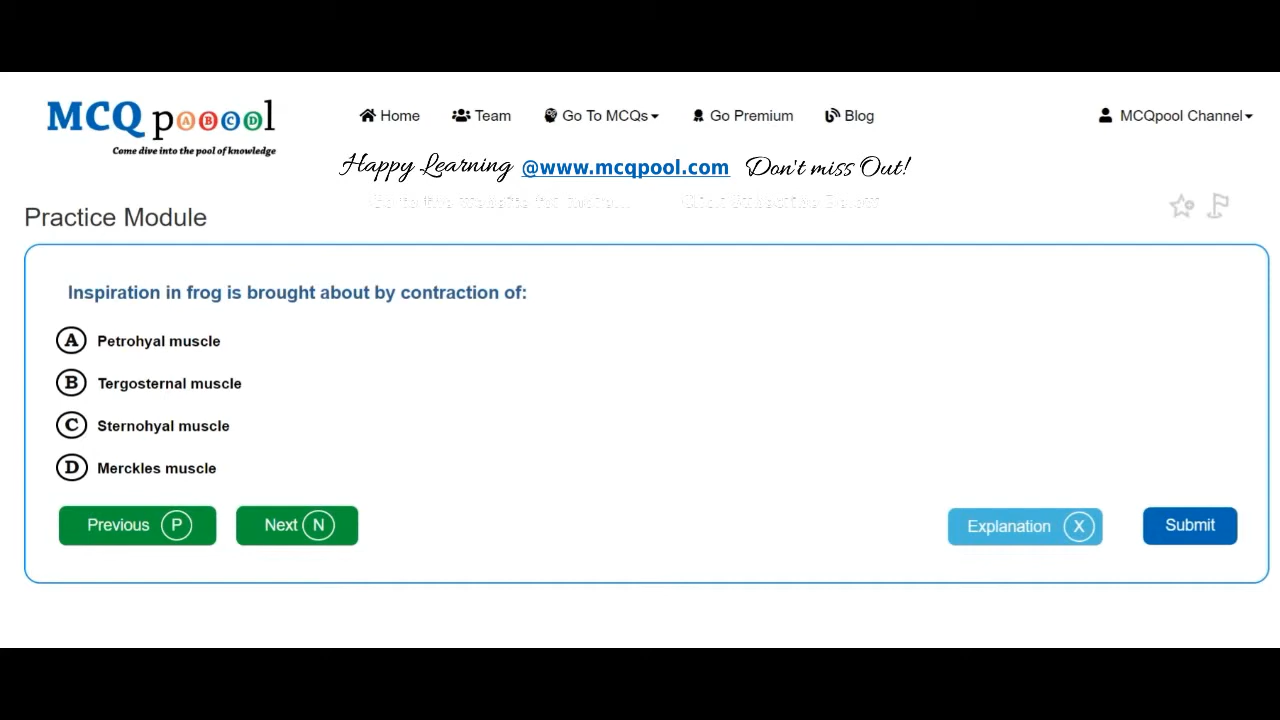 MCQ pooool
Come dive into the pool of knowledge
Home Team Go To MCQs Go Premium Blog MCQpool Channel
Happy Learning @www.mcqpool.com Don't miss Out!
Practice Module
Inspiration in frog is brought about by contraction of:
A Petrohyal muscle
B Tergosternal muscle
C Sternohyal muscle
D Merckles muscle
Previous P Next N Explanation X Submit